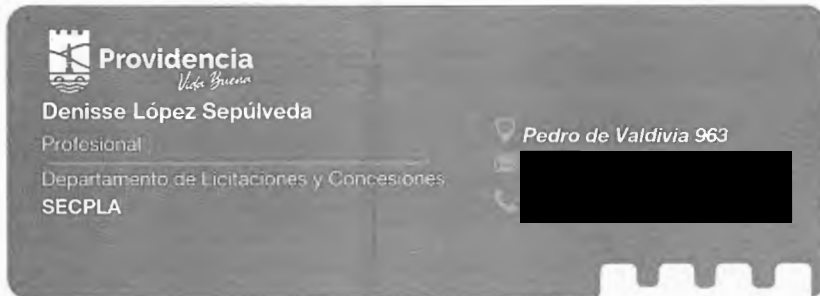 Providencia
Vida Buena
Denisse López Sepúlveda
Profesional
Departamento de Licitaciones y Concesiones
SECPLA
Pedro de Valdivia 963